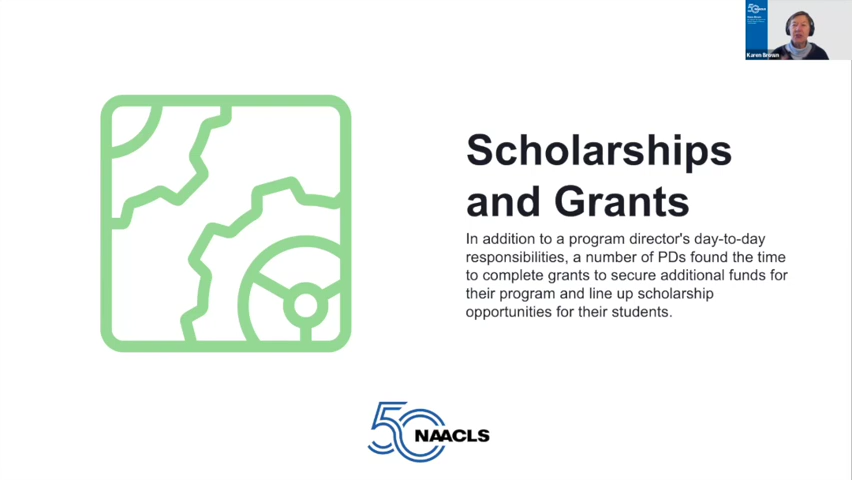 Karen Brown
Scholarships
and Grants
In addition to a program director's day-to-day
responsibilities, a number of PDs found the time
to complete grants to secure additional funds for
their program and line up scholarship
opportunities for their students.
50 NAACLS